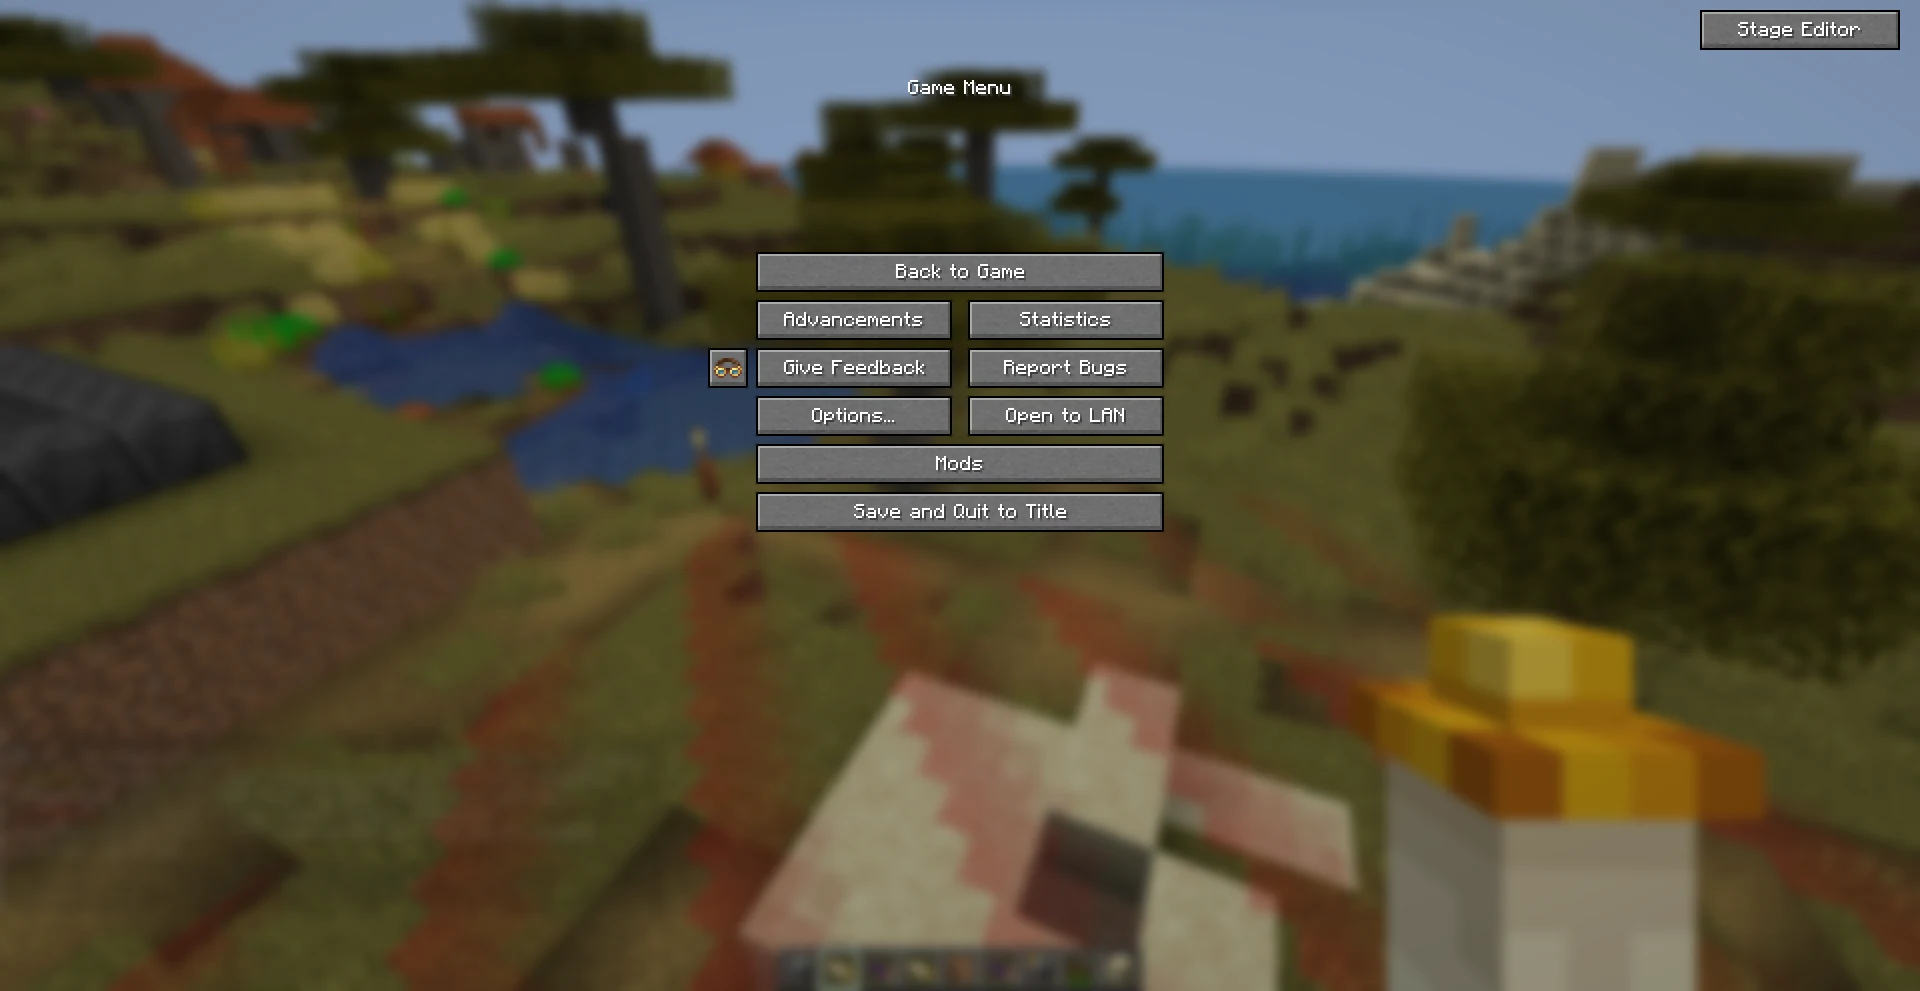 Stage Editor
Game Menu
Back to Game
Advancements
Statistics
Give Feedback
Report Bugs
Options...
Open to LAN
Mods
Save and Quit to Title